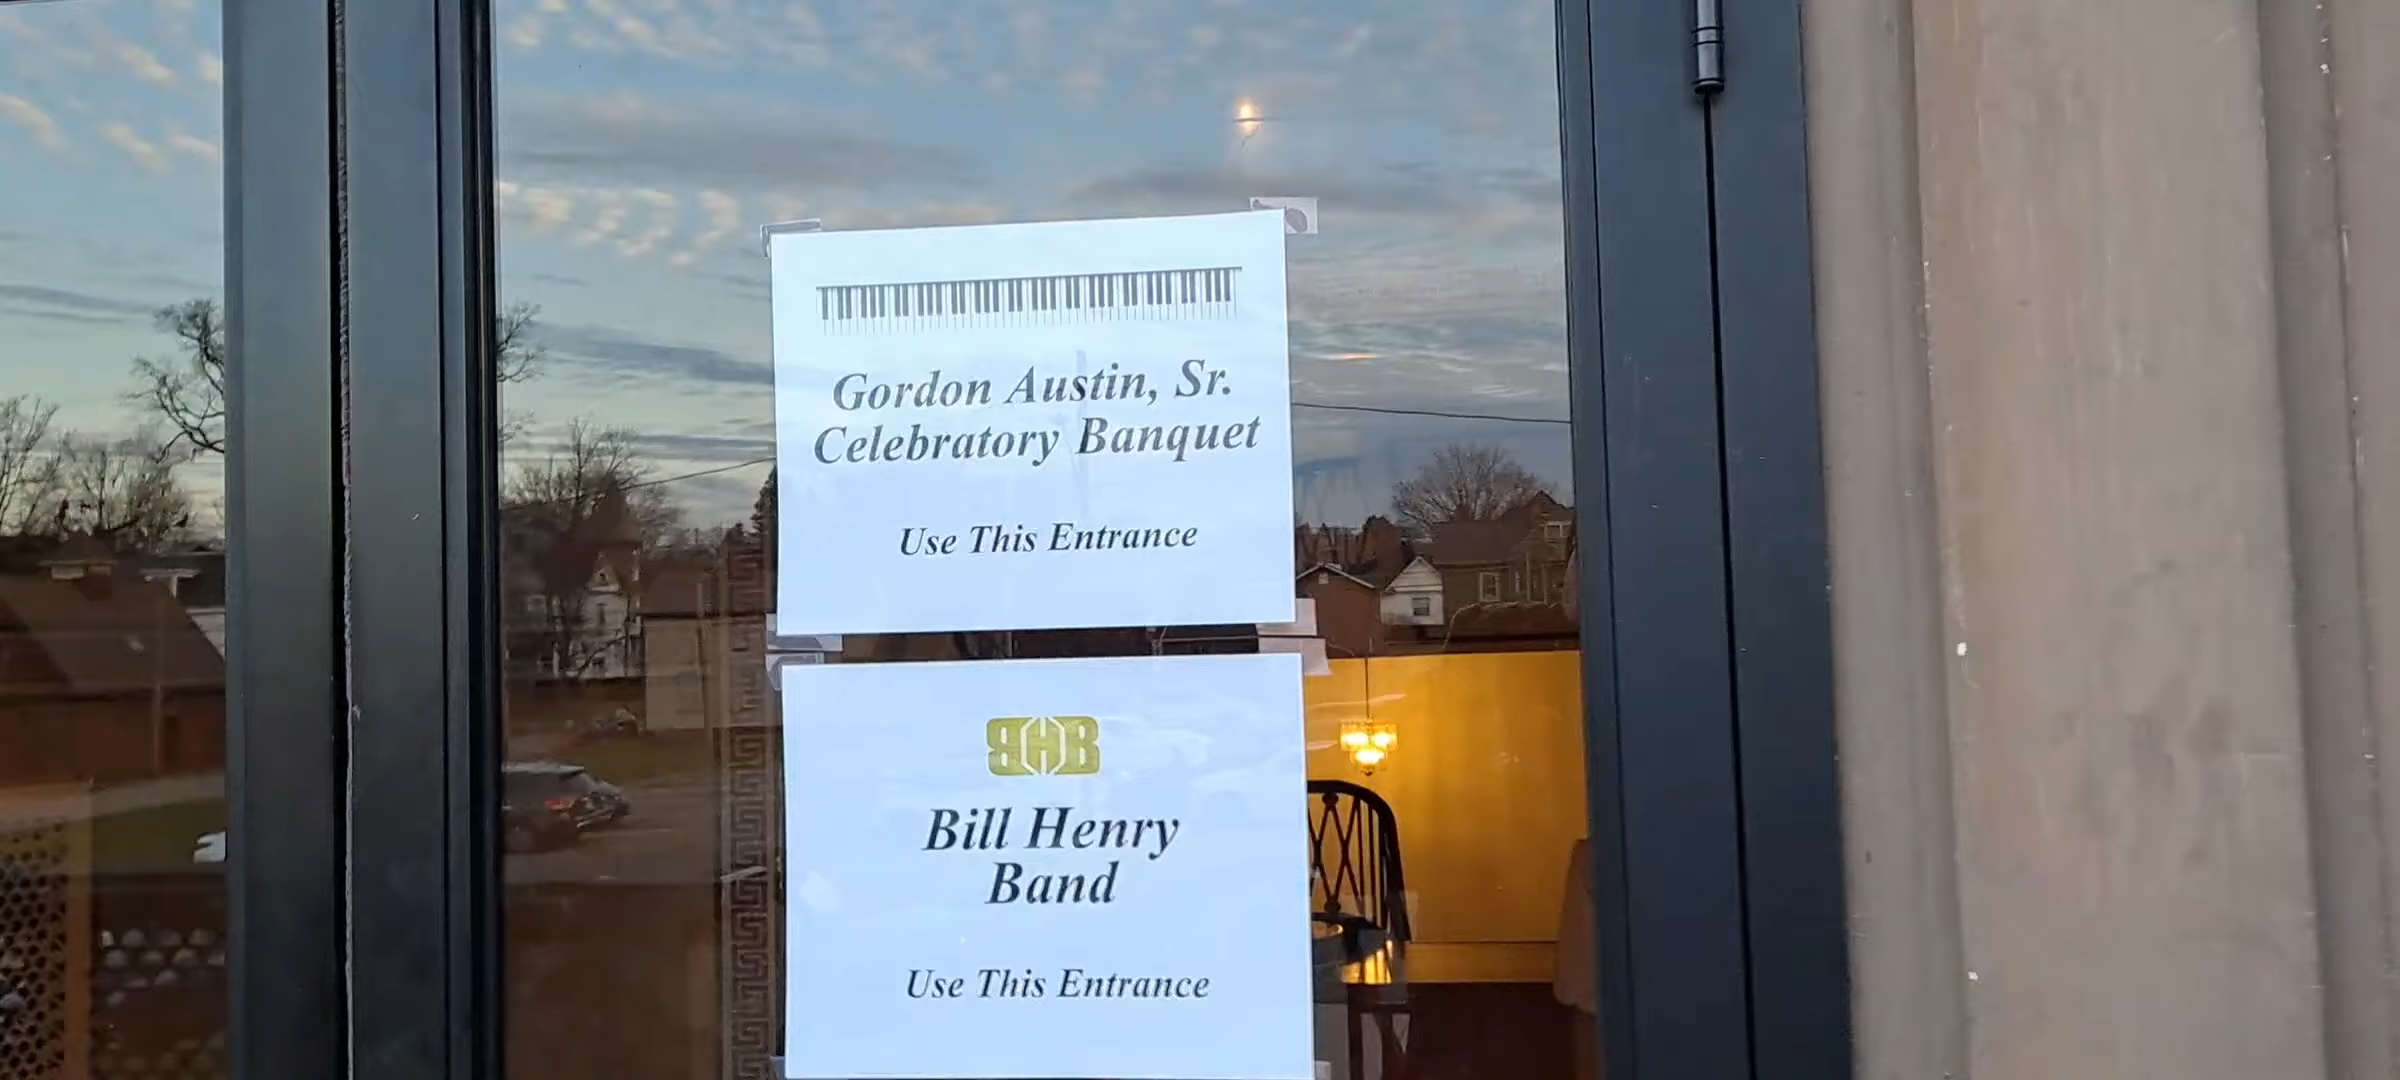 Gordon Austin, Sr.
Celebratory Banquet
Use This Entrance
BHB
Bill Henry
Band
Use This Entrance